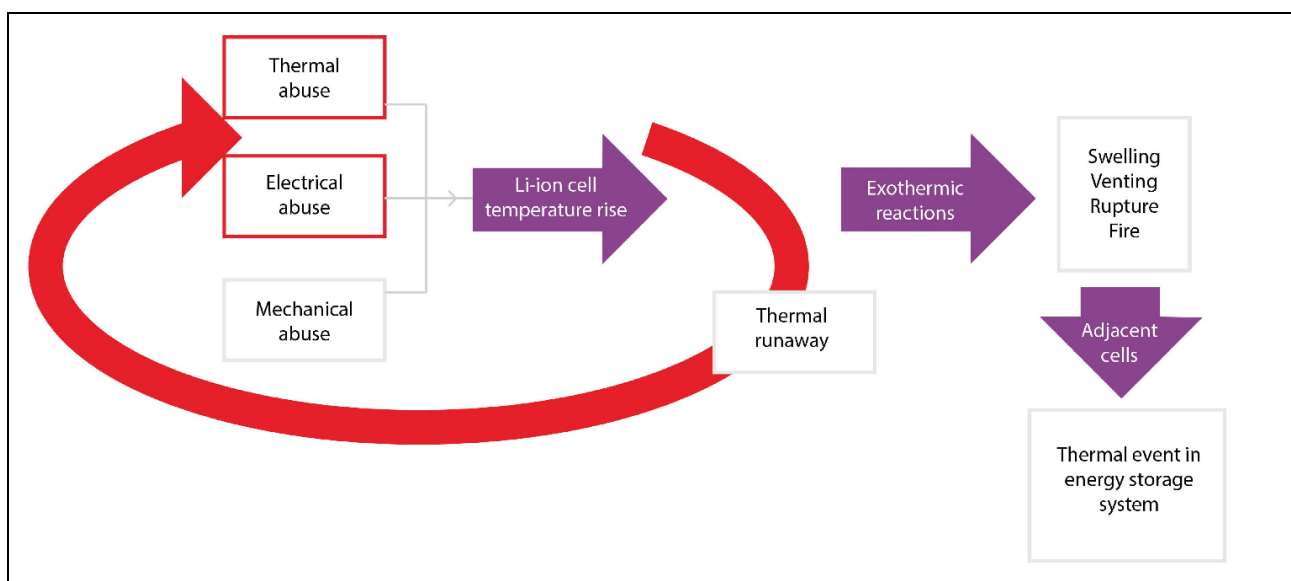 Thermal
abuse
Electrical
abuse
Mechanical
abuse
Li-ion cell
temperature rise
Thermal
runaway
Exothermic
reactions
Swelling
Venting
Rupture
Fire
Adjacent
cells
Thermal event in
energy storage
system